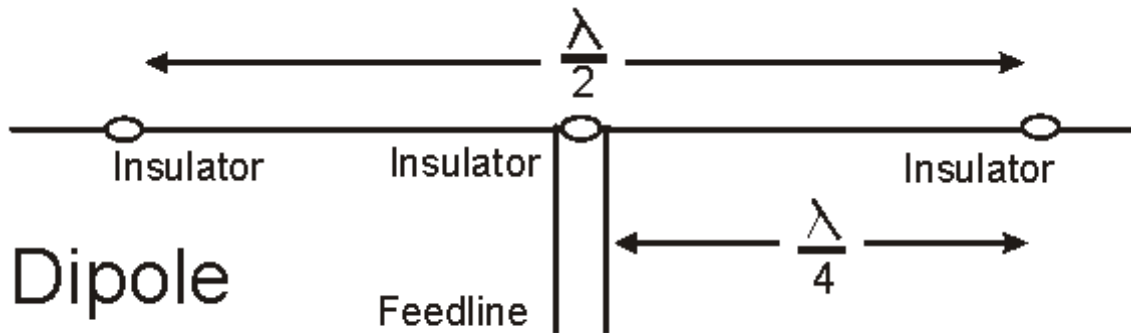 λ
2
Insulator
Insulator
Insulator
λ
4
Dipole
Feedline